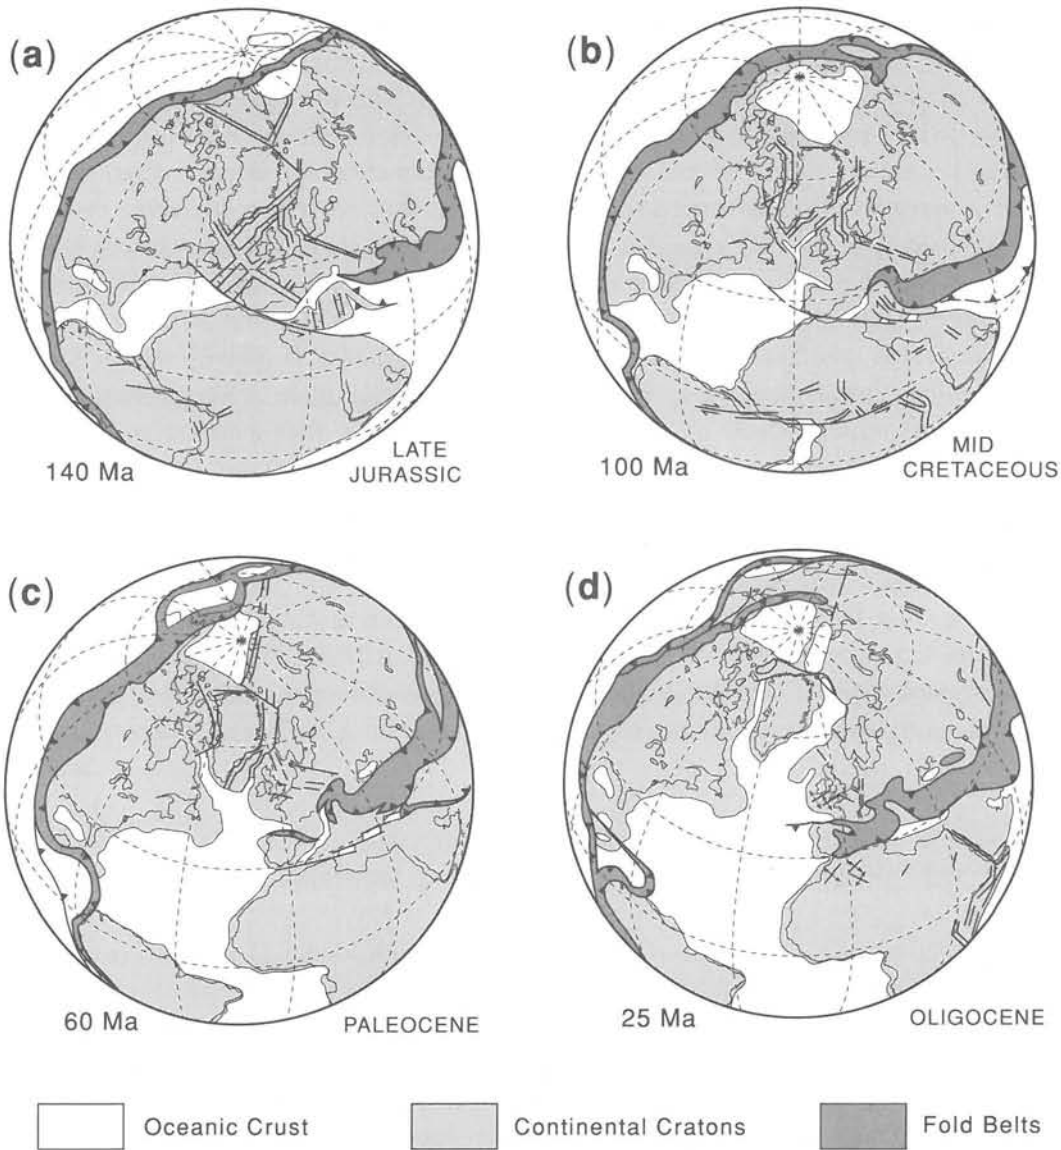 (a)
140 Ma
LATE
JURASSIC
(b)
100 Ma
MID
CRETACEOUS
(c)
60 Ma
PALEOCENE
(d)
25 Ma
OLIGOCENE
Oceanic Crust
Continental Cratons
Fold Belts